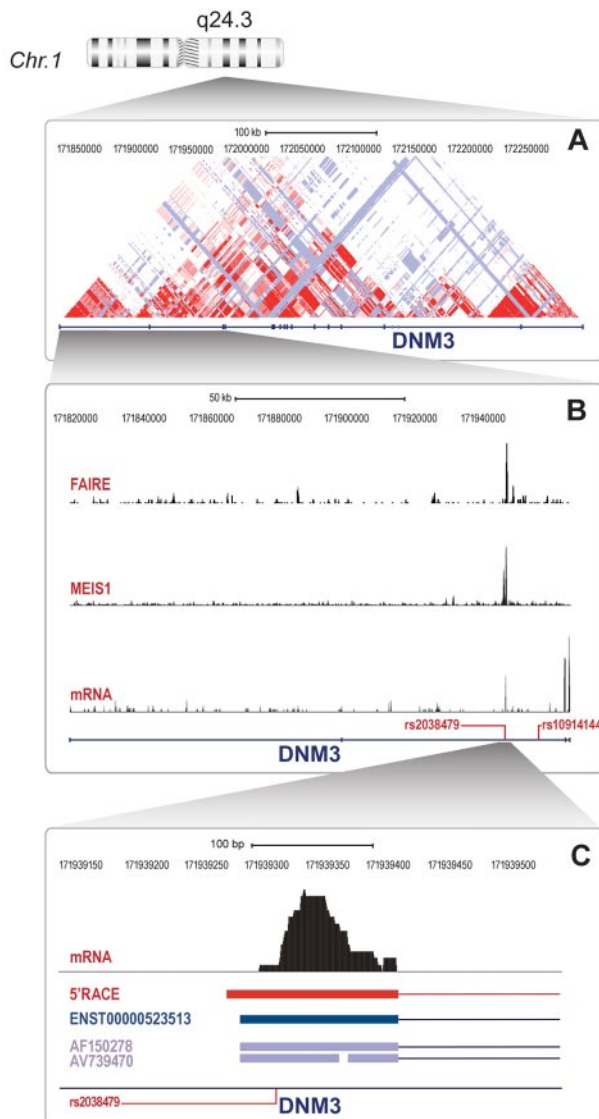 q24.3
Chr.1
A
100 kb
171850000 171900000 171950000 172000000 172050000 172100000 172150000 172200000 172250000
DNM3
B
50 kb
171820000 171840000 171860000 171880000 171900000 171920000 171940000
FAIRE
MEIS1
mRNA
rs2038479 rs10914144
DNM3
C
100 bp
171939150 171939200 171939250 171939300 171939350 171939400 171939450 171939500
mRNA
5'RACE
ENST00000523513
AF150278
AV739470
rs2038479 DNM3